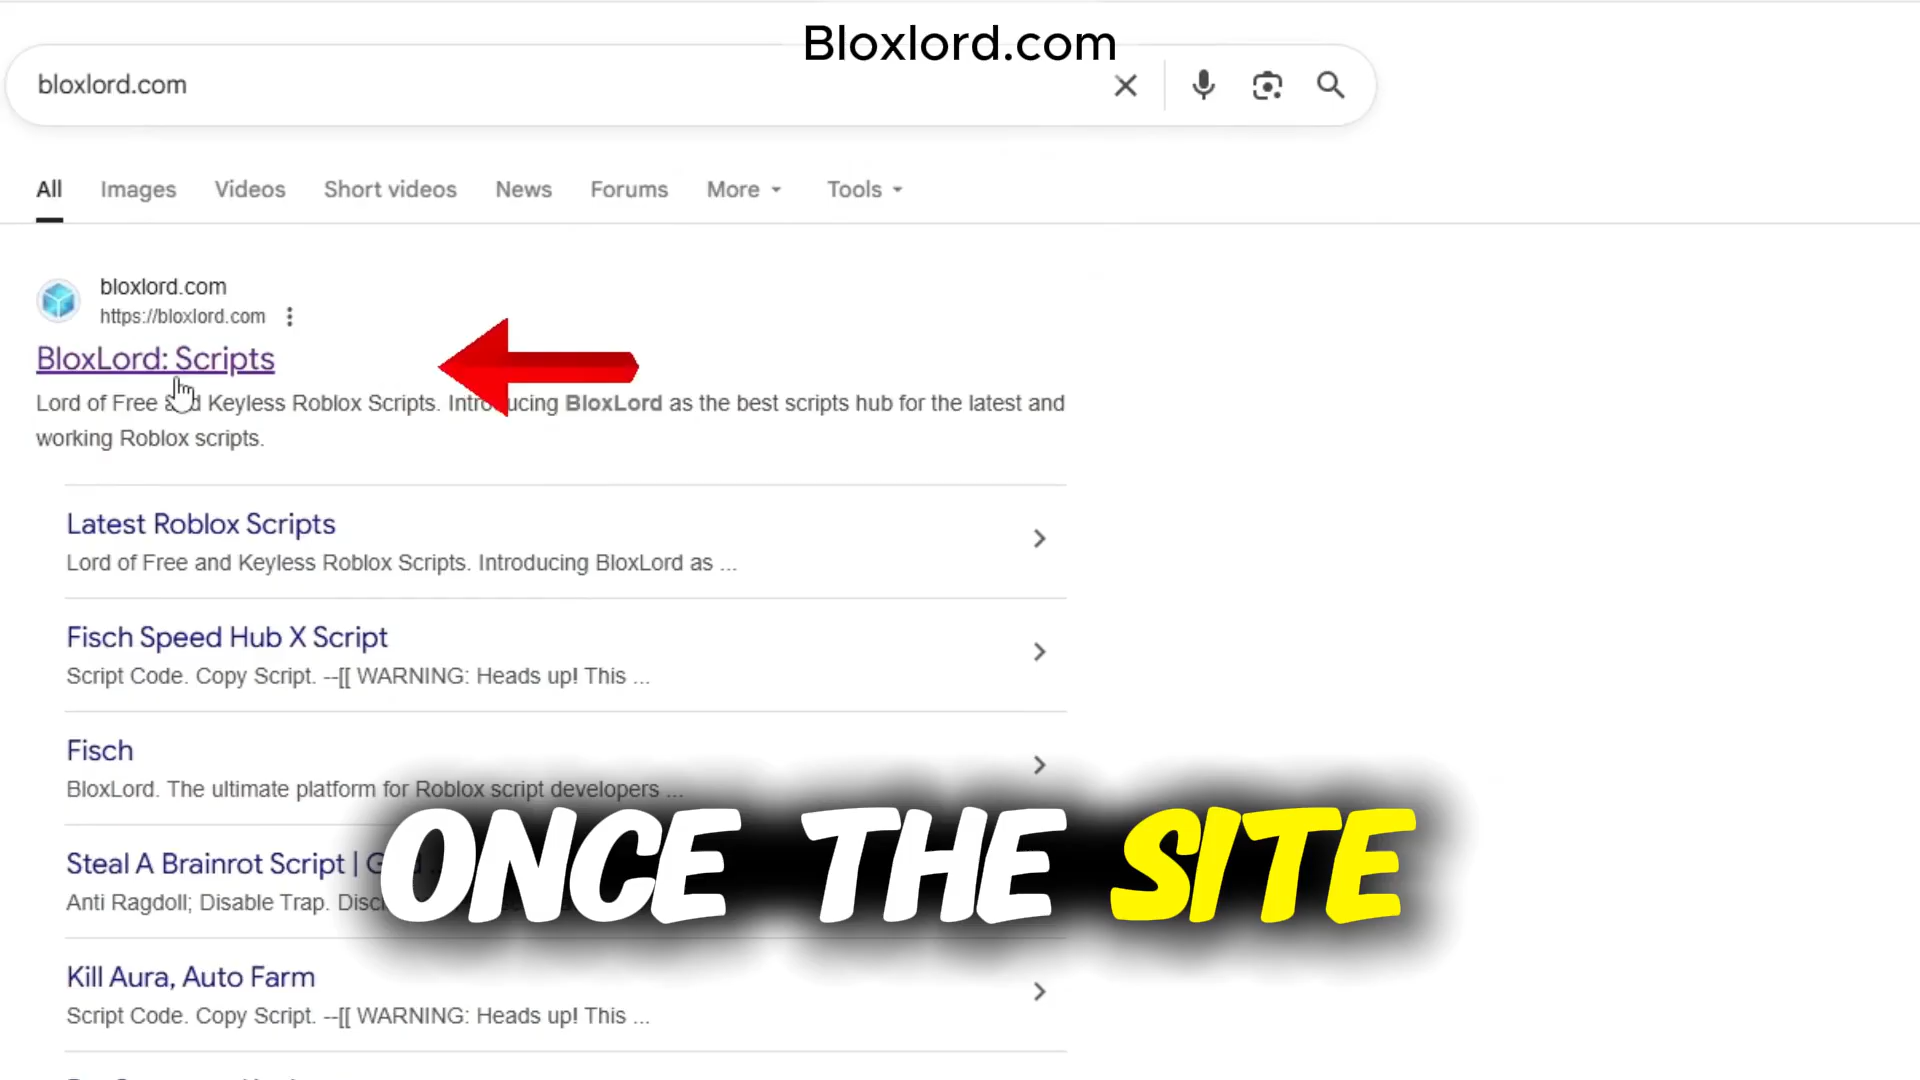 Bloxlord.com
bloxlord.com
All Images Videos Short videos News Forums More Tools
bloxlord.com
https://bloxlord.com
BloxLord: Scripts
Lord of Free Keyless Roblox Scripts. BloxLord as the best scripts hub for the latest and
working Roblox scripts.
Latest Roblox Scripts
Lord of Free and Keyless Roblox Scripts. Introducing BloxLord as ...
Fisch Speed Hub X Script
Script Code. Copy Script. --[[ WARNING: Heads up! This ...
Fisch
BloxLord. The ultimate platform for Roblox script developers ...
Steal A Brainrot Script |
Anti Ragdoll; Disable Trap.
ONCE THE SITE
Kill Aura, Auto Farm
Script Code. Copy Script. --[[ WARNING: Heads up! This ...